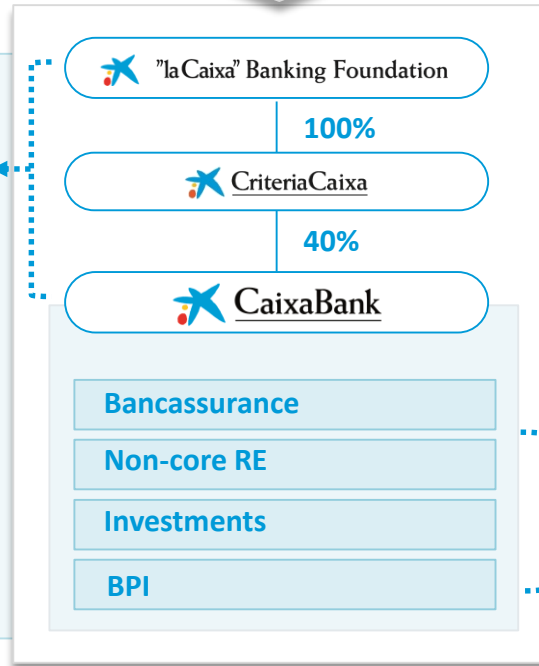 "la Caixa" Banking Foundation
100%
CriteriaCaixa
40%
CaixaBank
Bancassurance
Non-core RE
Investments
BPI